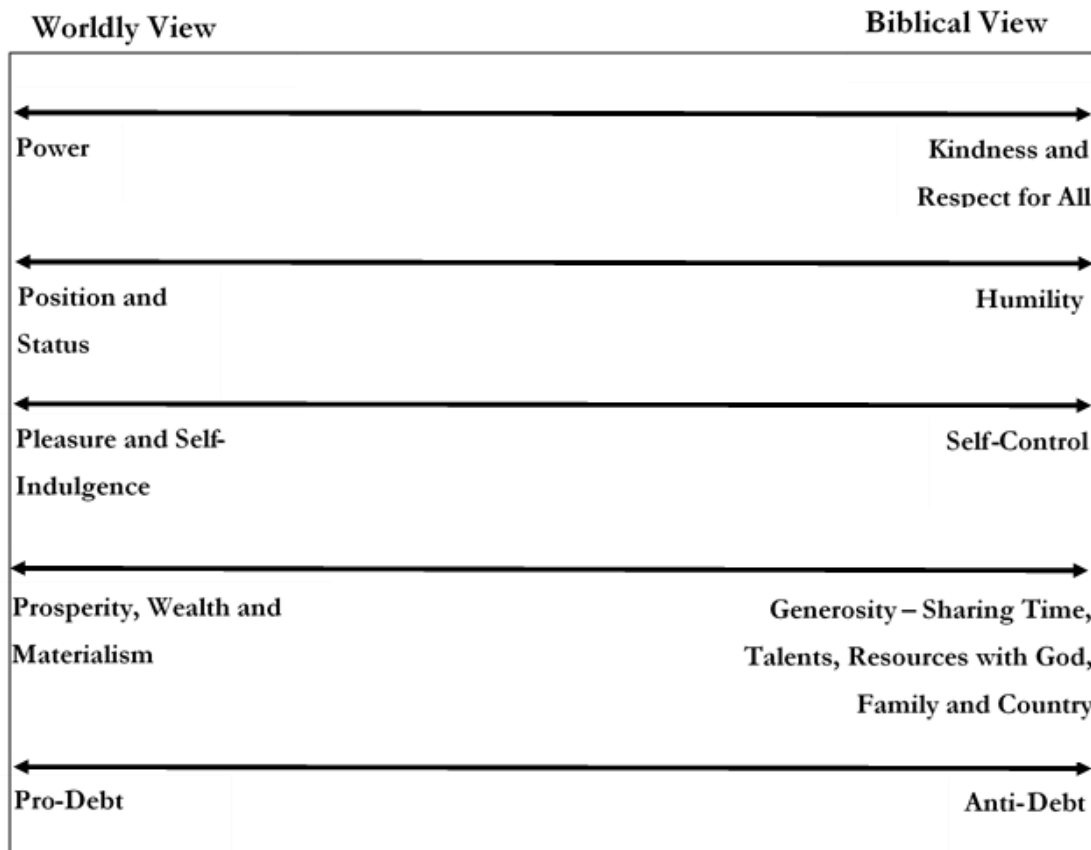 Worldly View
Biblical View
Power
Kindness and
Respect for All
Position and
Status
Humility
Pleasure and Self-
Indulgence
Self-Control
Prosperity, Wealth and
Materialism
Generosity – Sharing Time,
Talents, Resources with God,
Family and Country
Pro-Debt
Anti-Debt